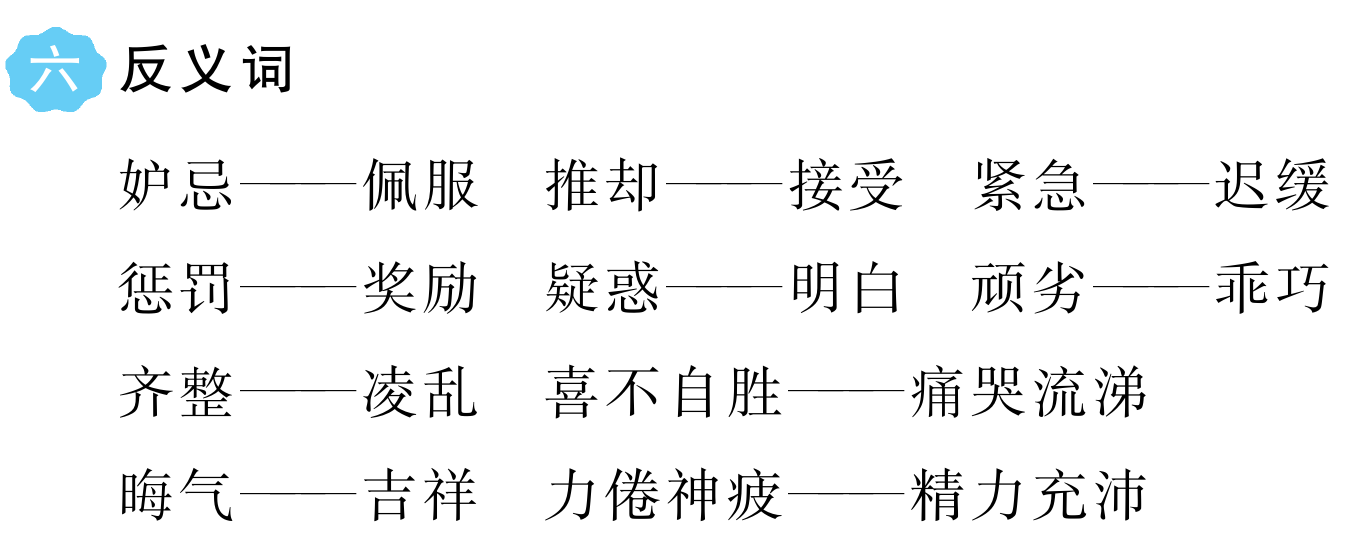 六 反义词
妒忌——佩服 推却——接受 紧急——迟缓
惩罚——奖励 疑惑——明白 顽劣——乖巧
齐整——凌乱 喜不自胜——痛哭流涕
晦气——吉祥 力倦神疲——精力充沛